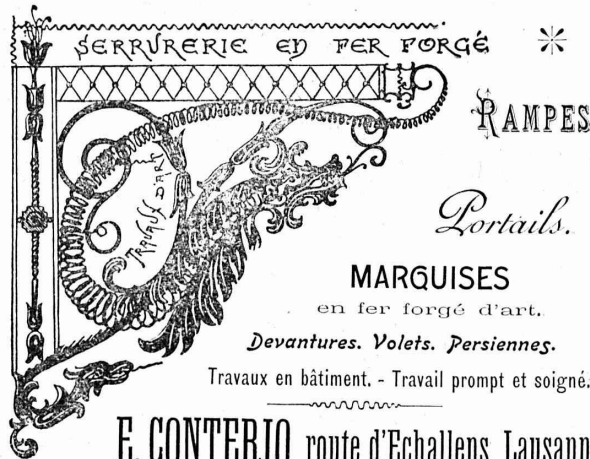 SERRURERIE EN FER FORGÉ
RAMPES
TRAVAUX D'ART
Portails.
MARQUISES
en fer forgé d'art.
Devantures. Volets. Persiennes.
Travaux en bâtiment. - Travail prompt et soigné.
E. CONTERIO route d'Echallens Lausann